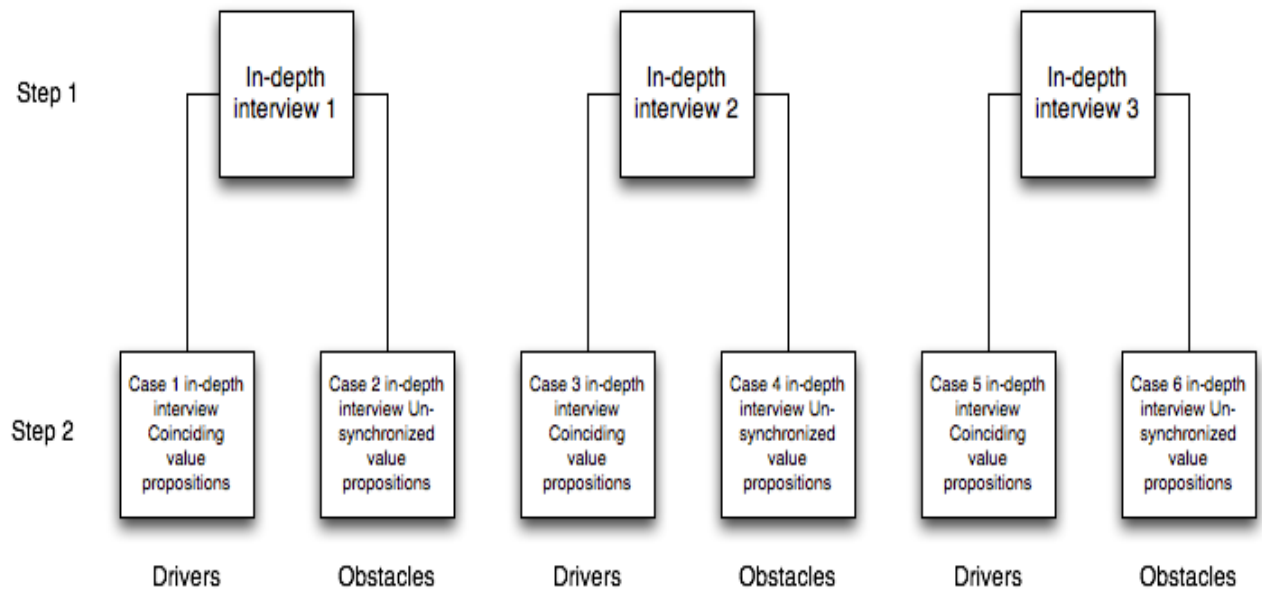 Step 1
In-depth
interview 1
In-depth
interview 2
In-depth
interview 3
Step 2
Case 1 in-depth
interview
Coinciding
value
propositions
Case 2 in-depth
interview Un-
synchronized
value
propositions
Case 3 in-depth
interview
Coinciding
value
propositions
Case 4 in-depth
interview Un-
synchronized
value
propositions
Case 5 in-depth
interview
Coinciding
value
propositions
Case 6 in-depth
interview Un-
synchronized
value
propositions
Drivers
Obstacles
Drivers
Obstacles
Drivers
Obstacles